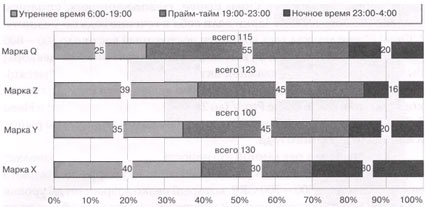 Утреннее время 6:00-19:00 Прайм-тайм 19:00-23:00 Ночное время 23:00-4:00
всего 115
Марка Q 25 55 20
всего 123
Марка Z 39 45 16
всего 100
Марка Y 35 45 20
всего 130
Марка X 40 30 30
0% 10% 20% 30% 40% 50% 60% 70% 80% 90% 100%